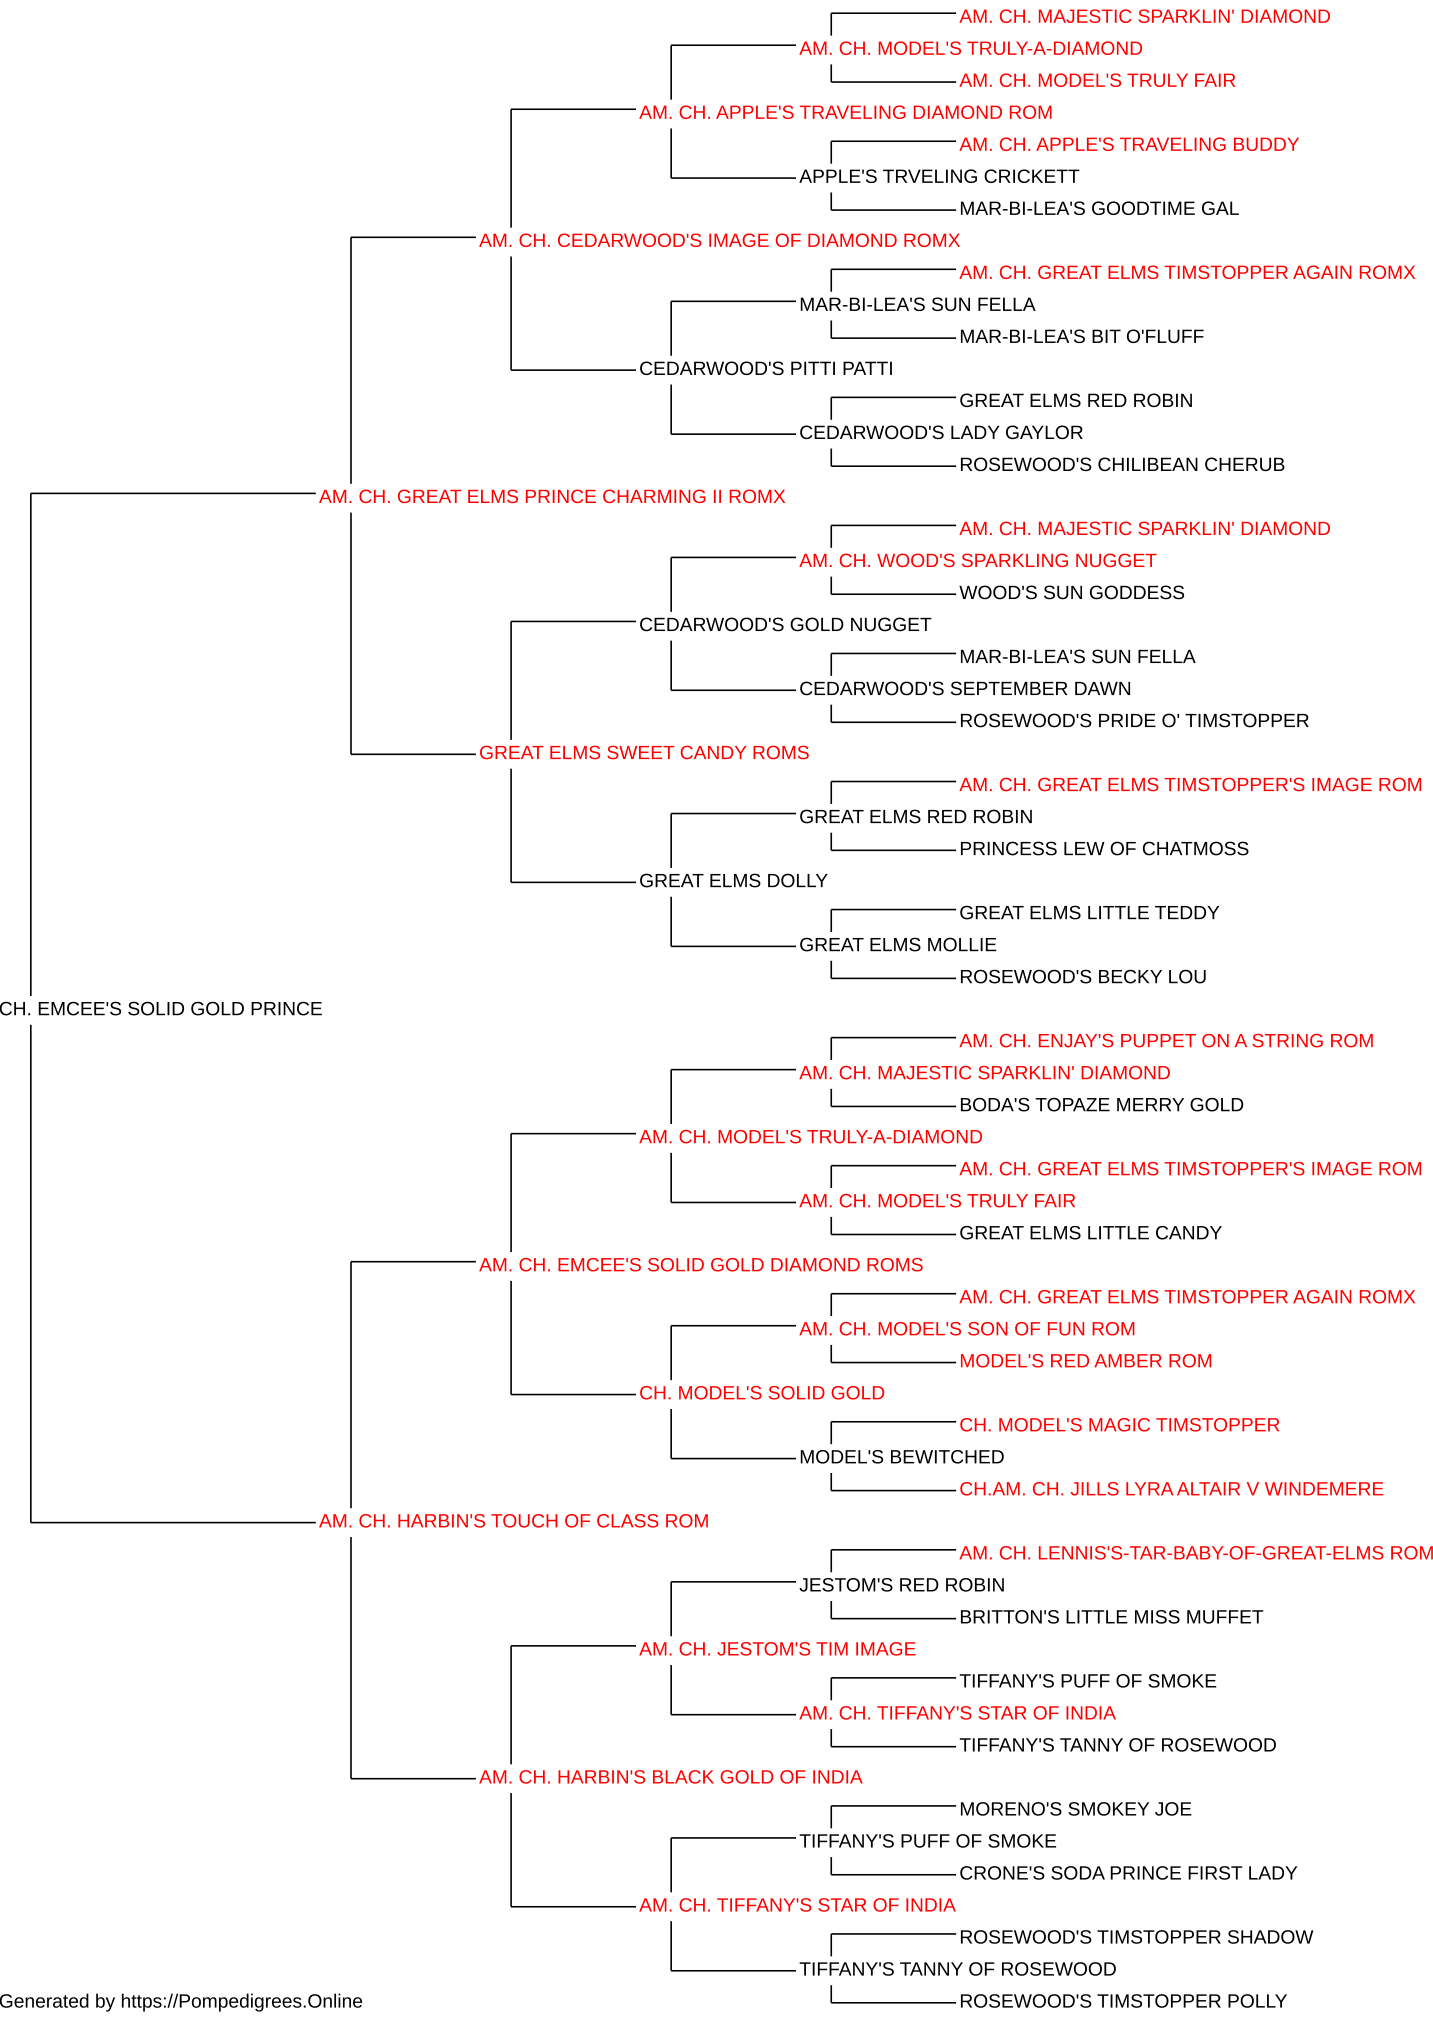 AM. CH. MAJESTIC SPARKLIN' DIAMOND
AM. CH. MODEL'S TRULY-A-DIAMOND
AM. CH. MODEL'S TRULY FAIR
AM. CH. APPLE'S TRAVELING DIAMOND ROM
AM. CH. APPLE'S TRAVELING BUDDY
APPLE'S TRVELING CRICKETT
MAR-BI-LEA'S GOODTIME GAL
AM. CH. CEDARWOOD'S IMAGE OF DIAMOND ROMX
AM. CH. GREAT ELMS TIMSTOPPER AGAIN ROMX
MAR-BI-LEA'S SUN FELLA
MAR-BI-LEA'S BIT O'FLUFF
CEDARWOOD'S PITTI PATTI
GREAT ELMS RED ROBIN
CEDARWOOD'S LADY GAYLOR
ROSEWOOD'S CHILIBEAN CHERUB
AM. CH. GREAT ELMS PRINCE CHARMING II ROMX
AM. CH. MAJESTIC SPARKLIN' DIAMOND
AM. CH. WOOD'S SPARKLING NUGGET
WOOD'S SUN GODDESS
CEDARWOOD'S GOLD NUGGET
MAR-BI-LEA'S SUN FELLA
CEDARWOOD'S SEPTEMBER DAWN
ROSEWOOD'S PRIDE O' TIMSTOPPER
GREAT ELMS SWEET CANDY ROMS
AM. CH. GREAT ELMS TIMSTOPPER'S IMAGE ROM
GREAT ELMS RED ROBIN
PRINCESS LEW OF CHATMOSS
GREAT ELMS DOLLY
GREAT ELMS LITTLE TEDDY
GREAT ELMS MOLLIE
ROSEWOOD'S BECKY LOU
CH. EMCEE'S SOLID GOLD PRINCE
AM. CH. ENJAY'S PUPPET ON A STRING ROM
AM. CH. MAJESTIC SPARKLIN' DIAMOND
BODA'S TOPAZE MERRY GOLD
AM. CH. MODEL'S TRULY-A-DIAMOND
AM. CH. GREAT ELMS TIMSTOPPER'S IMAGE ROM
AM. CH. MODEL'S TRULY FAIR
GREAT ELMS LITTLE CANDY
AM. CH. EMCEE'S SOLID GOLD DIAMOND ROMS
AM. CH. GREAT ELMS TIMSTOPPER AGAIN ROMX
AM. CH. MODEL'S SON OF FUN ROM
MODEL'S RED AMBER ROM
CH. MODEL'S SOLID GOLD
CH. MODEL'S MAGIC TIMSTOPPER
MODEL'S BEWITCHED
CH.AM. CH. JILLS LYRA ALTAIR V WINDEMERE
AM. CH. HARBIN'S TOUCH OF CLASS ROM
AM. CH. LENNIS'S-TAR-BABY-OF-GREAT-ELMS ROM
JESTOM'S RED ROBIN
BRITTON'S LITTLE MISS MUFFET
AM. CH. JESTOM'S TIM IMAGE
TIFFANY'S PUFF OF SMOKE
AM. CH. TIFFANY'S STAR OF INDIA
TIFFANY'S TANNY OF ROSEWOOD
AM. CH. HARBIN'S BLACK GOLD OF INDIA
MORENO'S SMOKEY JOE
TIFFANY'S PUFF OF SMOKE
CRONE'S SODA PRINCE FIRST LADY
AM. CH. TIFFANY'S STAR OF INDIA
ROSEWOOD'S TIMSTOPPER SHADOW
TIFFANY'S TANNY OF ROSEWOOD
ROSEWOOD'S TIMSTOPPER POLLY
Generated by https://Pompedigrees.Online